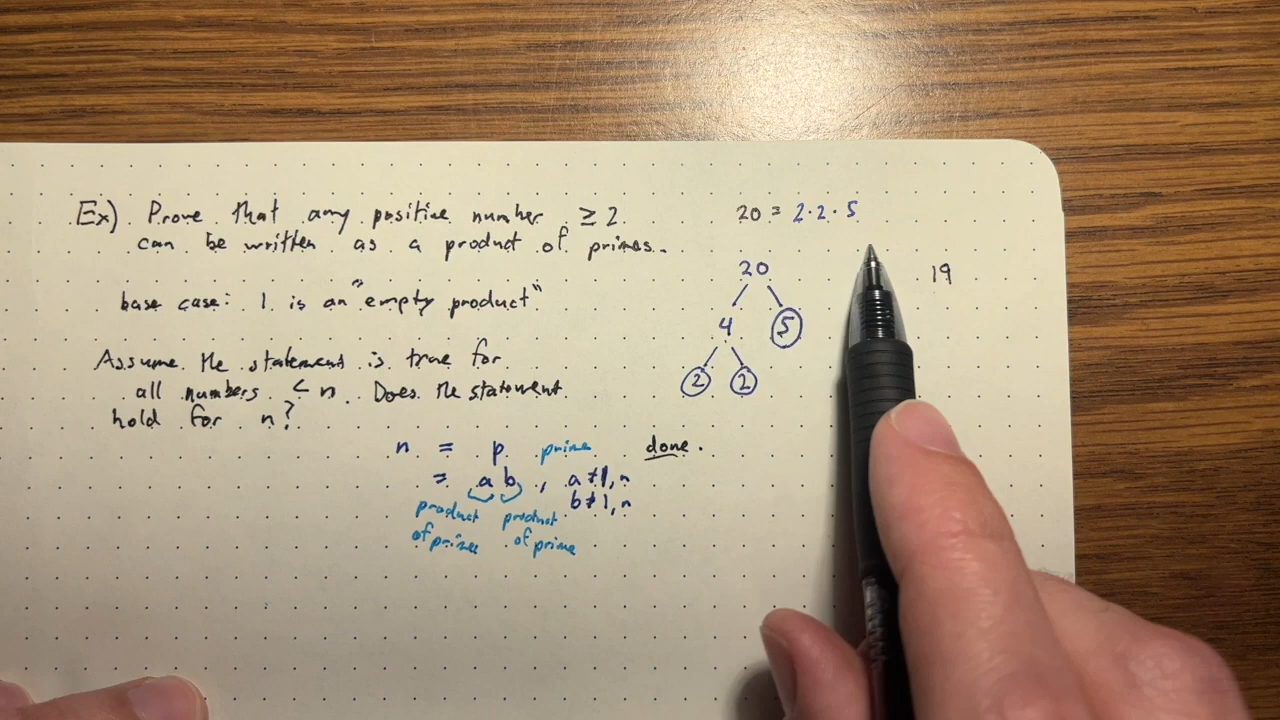 Ex) Prove that any positive number ≥ 2
can be written as a product of primes.
base case: 1 is an "empty product"
Assume the statement is true for
all numbers < n. Does the statement
hold for n?
n = p prime done.
= ab, a ≠ 1, n
b ≠ 1, n
product product
of primes of prime
20 = 2·2·5
20
4 5
2 2
19